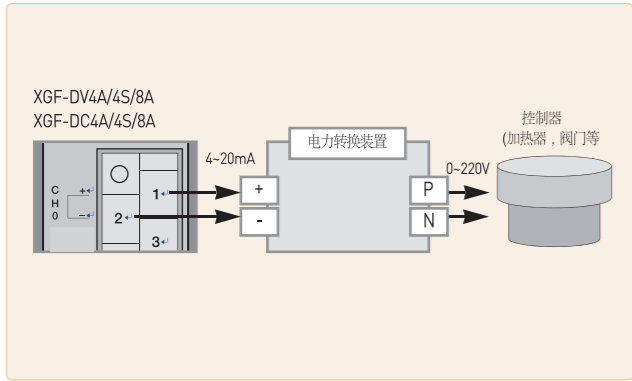 XGF-DV4A/4S/8A
XGF-DC4A/4S/8A
C
H
0
+↵
-↵
1↵
2↵
3↵
4~20mA
电力转换装置
+
-
P
N
0~220V
控制器
(加热器 , 阀门等